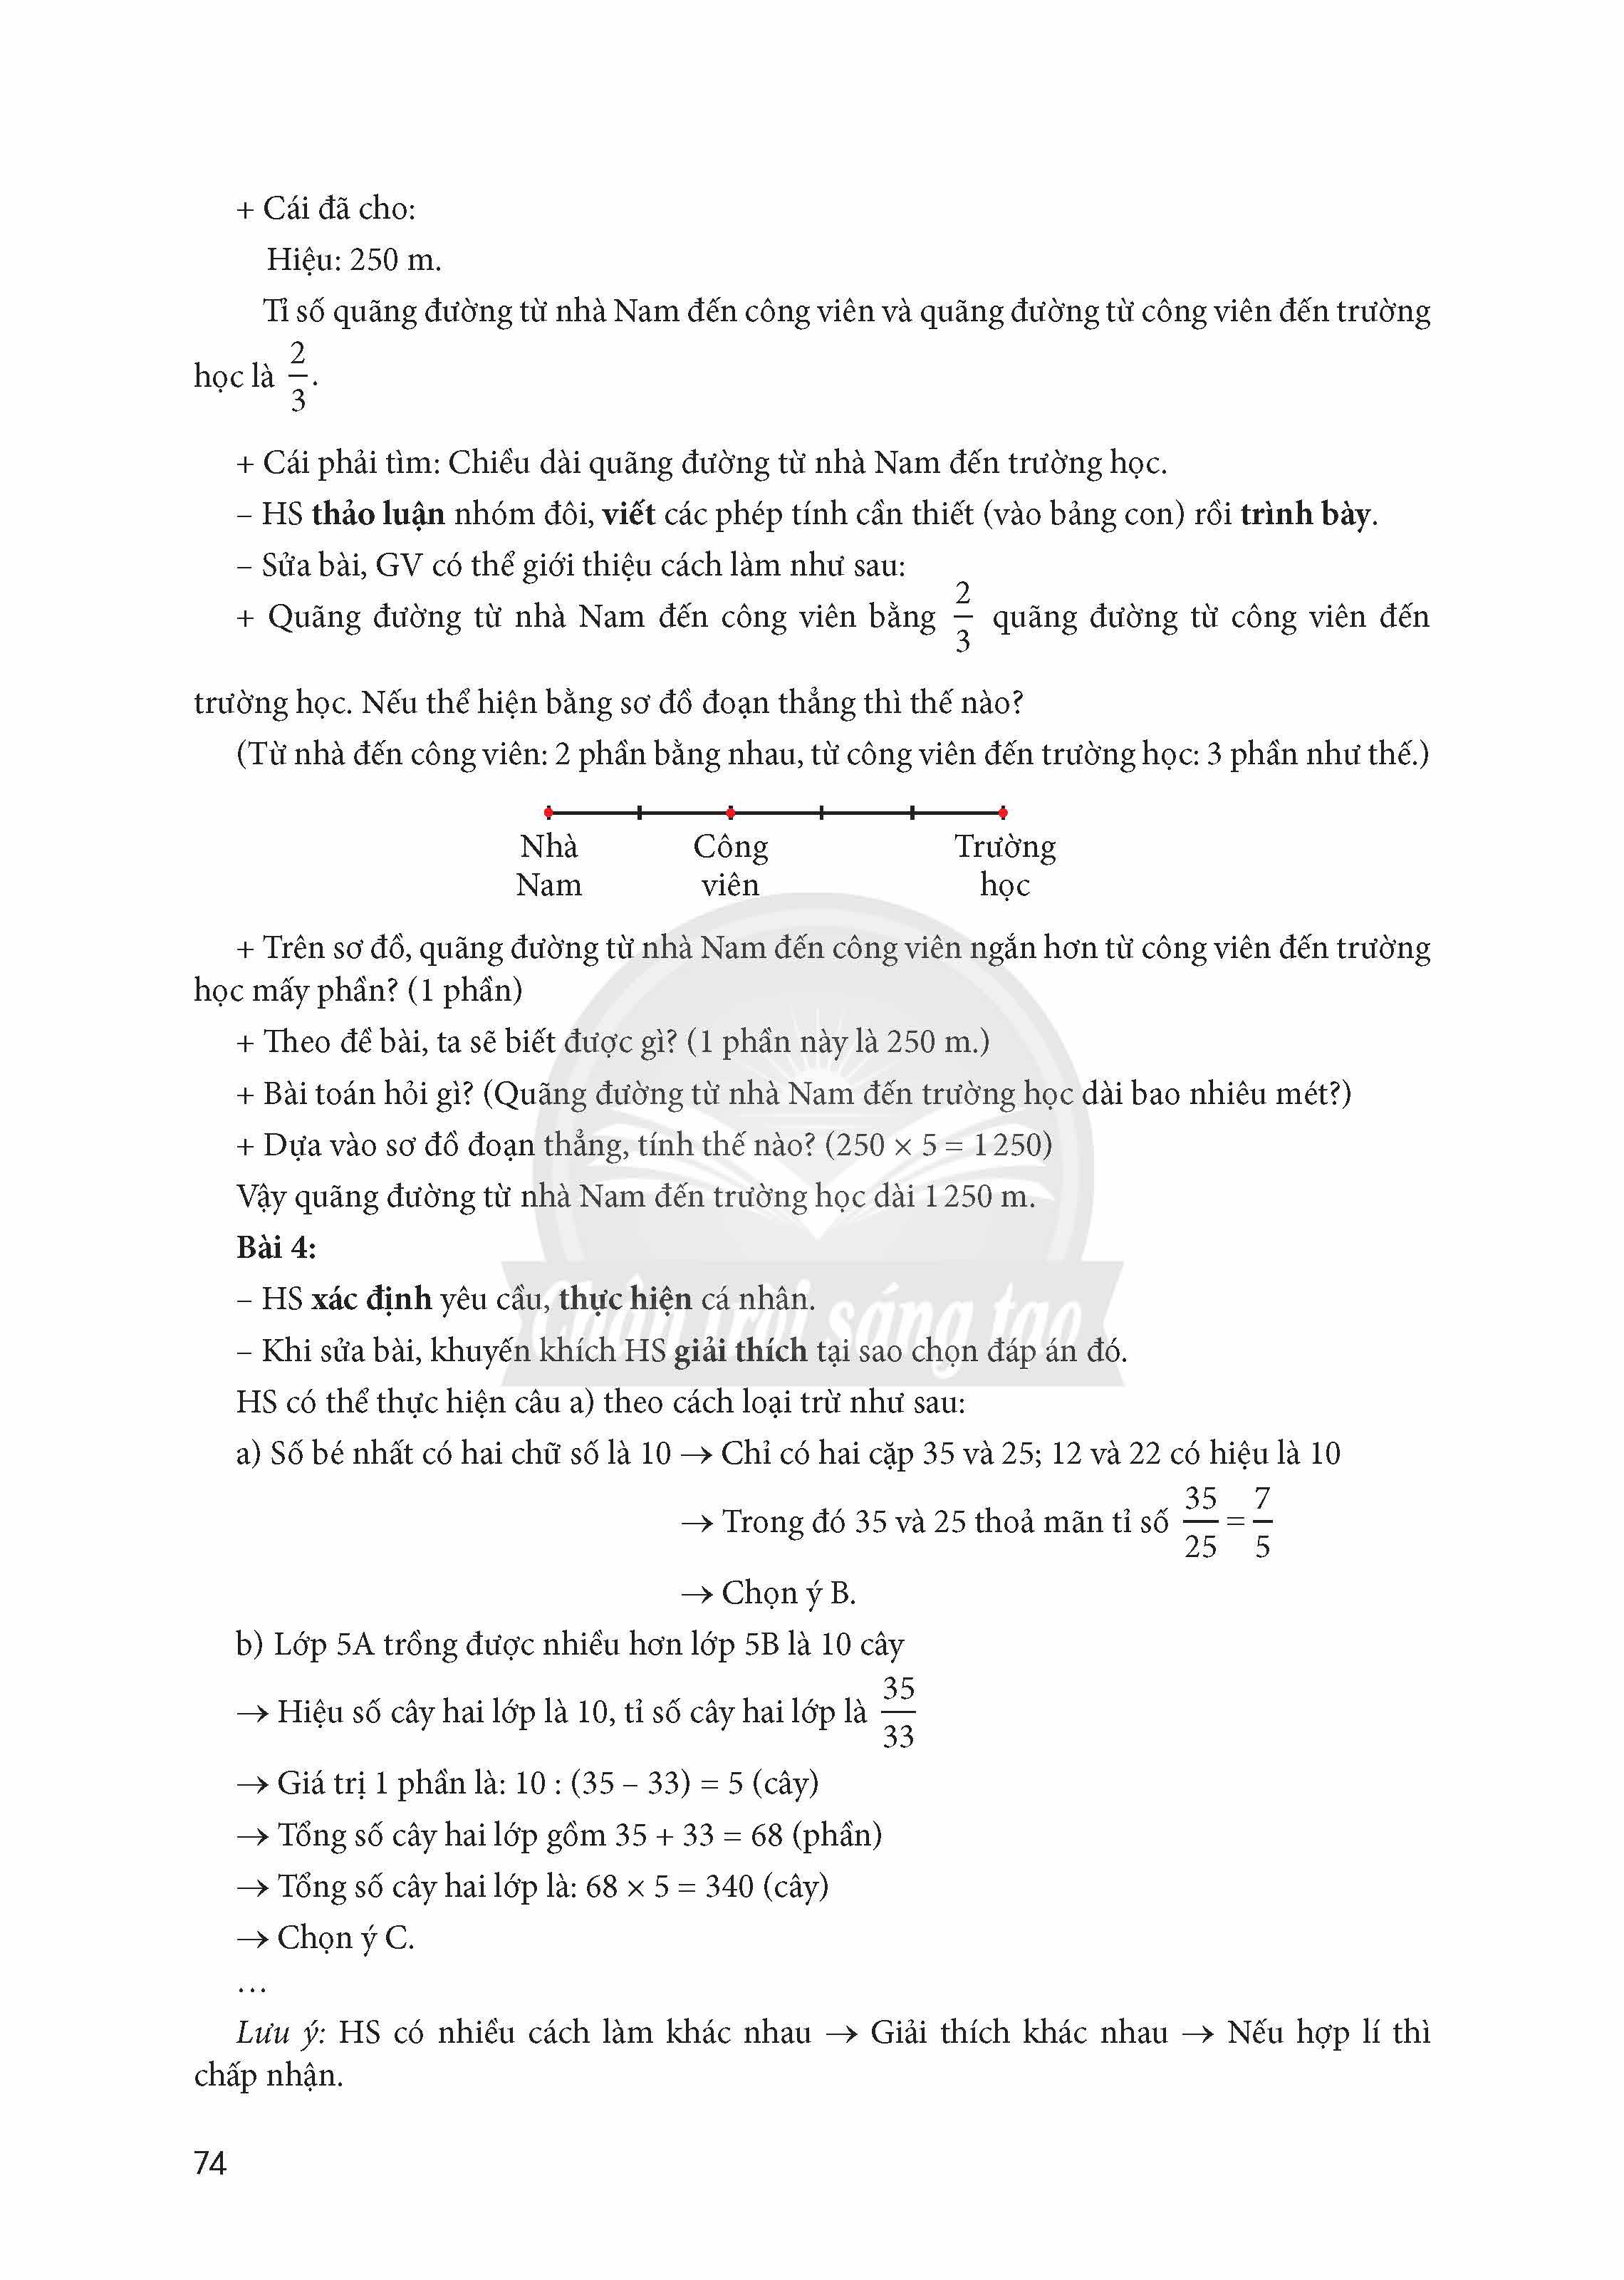 + Cái đã cho:
Hiệu: 250 m.
Tỉ số quãng đường từ nhà Nam đến công viên và quãng đường từ công viên đến trường
học là 2/3.
+ Cái phải tìm: Chiều dài quãng đường từ nhà Nam đến trường học.
– HS thảo luận nhóm đôi, viết các phép tính cần thiết (vào bảng con) rồi trình bày.
– Sửa bài, GV có thể giới thiệu cách làm như sau:
+ Quãng đường từ nhà Nam đến công viên bằng 2/3 quãng đường từ công viên đến
trường học. Nếu thể hiện bằng sơ đồ đoạn thẳng thì thế nào?
(Từ nhà đến công viên: 2 phần bằng nhau, từ công viên đến trường học: 3 phần như thế.)
Nhà Công Trường
Nam viên học
+ Trên sơ đồ, quãng đường từ nhà Nam đến công viên ngắn hơn từ công viên đến trường
học mấy phần? (1 phần)
+ Theo đề bài, ta sẽ biết được gì? (1 phần này là 250 m.)
+ Bài toán hỏi gì? (Quãng đường từ nhà Nam đến trường học dài bao nhiêu mét?)
+ Dựa vào sơ đồ đoạn thẳng, tính thế nào? (250 × 5 = 1 250)
Vậy quãng đường từ nhà Nam đến trường học dài 1 250 m.
Bài 4:
– HS xác định yêu cầu, thực hiện cá nhân.
Chân trời sáng tạo
– Khi sửa bài, khuyến khích HS giải thích tại sao chọn đáp án đó.
HS có thể thực hiện câu a) theo cách loại trừ như sau:
a) Số bé nhất có hai chữ số là 10 → Chỉ có hai cặp 35 và 25; 12 và 22 có hiệu là 10
→ Trong đó 35 và 25 thoả mãn tỉ số 35/25 = 7/5
→ Chọn ý B.
b) Lớp 5A trồng được nhiều hơn lớp 5B là 10 cây
→ Hiệu số cây hai lớp là 10, tỉ số cây hai lớp là 35/33
→ Giá trị 1 phần là: 10 : (35 – 33) = 5 (cây)
→ Tổng số cây hai lớp gồm 35 + 33 = 68 (phần)
→ Tổng số cây hai lớp là: 68 × 5 = 340 (cây)
→ Chọn ý C.
…
Lưu ý: HS có nhiều cách làm khác nhau → Giải thích khác nhau → Nếu hợp lí thì
chấp nhận.
74